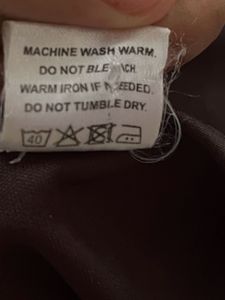 MACHINE WASH WARM.
DO NOT BLEACH.
WARM IRON IF NEEDED.
DO NOT TUMBLE DRY.
40